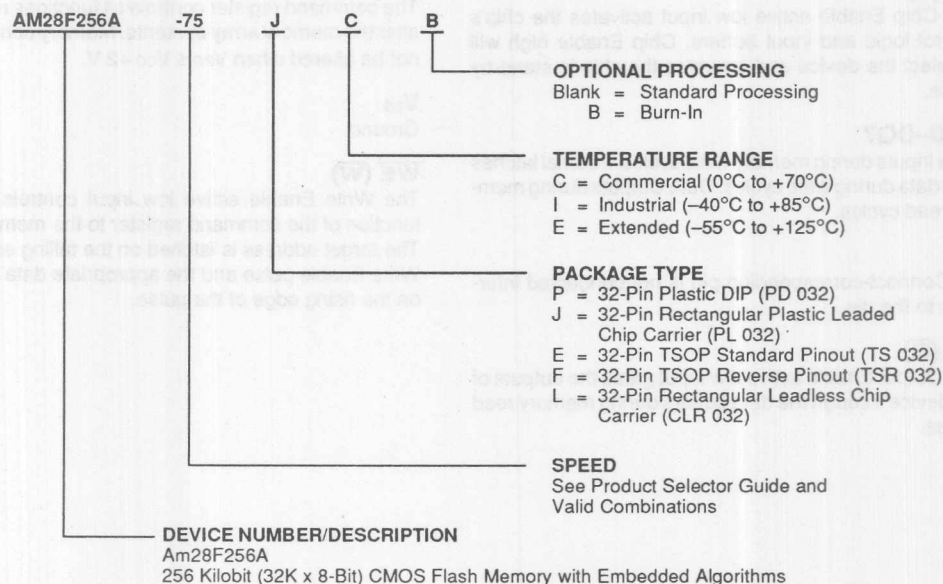 AM28F256A -75 J C B
OPTIONAL PROCESSING
Blank = Standard Processing
B = Burn-In
TEMPERATURE RANGE
C = Commercial (0°C to +70°C)
I = Industrial (–40°C to +85°C)
E = Extended (–55°C to +125°C)
PACKAGE TYPE
P = 32-Pin Plastic DIP (PD 032)
J = 32-Pin Rectangular Plastic Leaded
Chip Carrier (PL 032)
E = 32-Pin TSOP Standard Pinout (TS 032)
F = 32-Pin TSOP Reverse Pinout (TSR 032)
L = 32-Pin Rectangular Leadless Chip
Carrier (CLR 032)
SPEED
See Product Selector Guide and
Valid Combinations
DEVICE NUMBER/DESCRIPTION
Am28F256A
256 Kilobit (32K x 8-Bit) CMOS Flash Memory with Embedded Algorithms